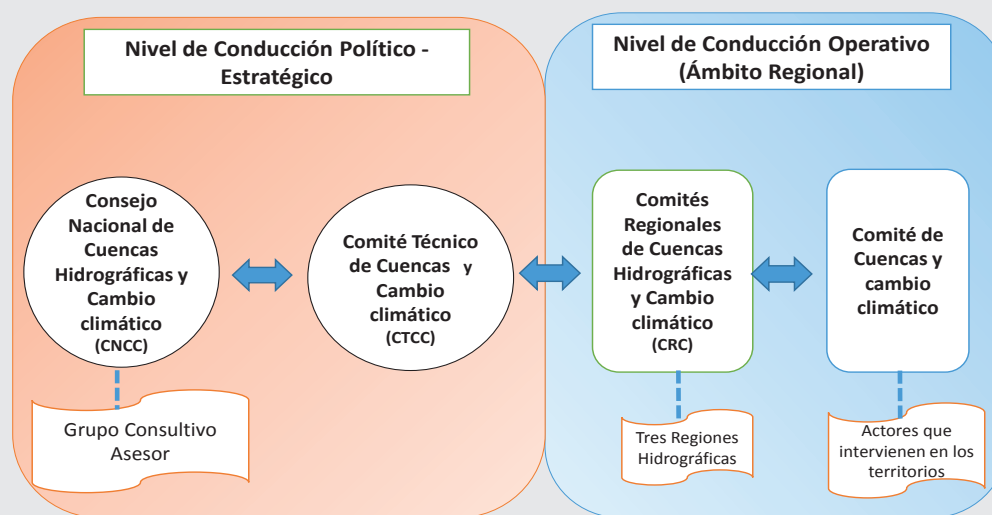 Nivel de Conducción Político -
Estratégico
Nivel de Conducción Operativo
(Ámbito Regional)
Consejo
Nacional de
Cuencas
Hidrográficas y
Cambio
climático
(CNCC)
Comité Técnico
de Cuencas y
Cambio
climático
(CTCC)
Comités
Regionales
de Cuencas
Hidrográficas
y Cambio
climático
(CRC)
Comité de
Cuencas y
cambio
climático
Grupo Consultivo
Asesor
Tres Regiones
Hidrográficas
Actores que
intervienen en los
territorios